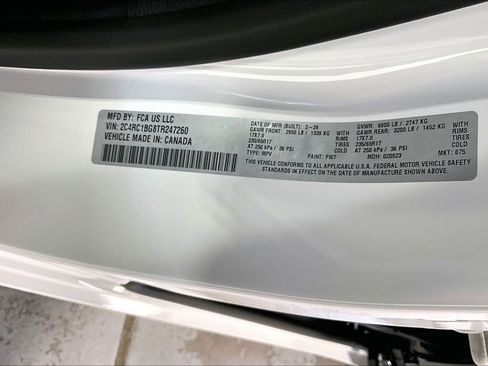 MFD BY: FCA US LLC
VIN: 2C4RC1BG8TR247260
VEHICLE MADE IN: CANADA
DATE OF MFR (BUILT): 2-26
GAWR FRONT: 2950 LB / 1339 KG WITH
17X7.0 RIMS
235/65R17 TIRES
AT 250 kPa / 36 PSI COLD
TYPE: MPV PAINT: PW7
GVWR: 6055 LB / 2747 KG
GAWR REAR: 3200 LB / 1452 KG WITH
17X7.0 RIMS
235/65R17 TIRES
AT 250 kPa / 36 PSI COLD
MDH: 020923 MKT: 875
THIS VEHICLE CONFORMS TO ALL APPLICABLE U.S.A. FEDERAL MOTOR VEHICLE SAFETY
STANDARDS IN EFFECT ON THE DATE OF MANUFACTURE SHOWN ABOVE.